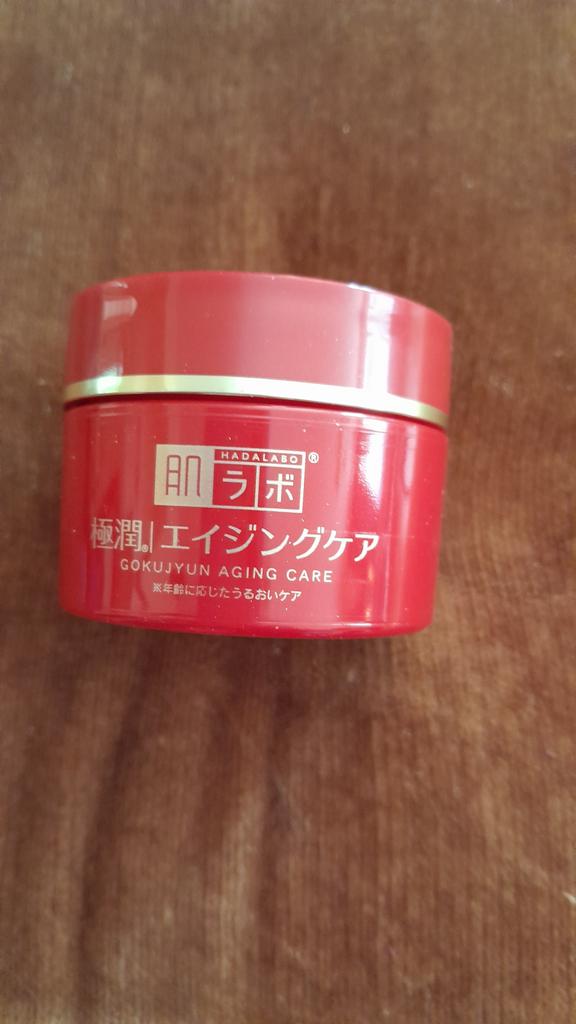 HADALABO®
肌ラボ
極潤®|エイジングケア
GOKUJYUN AGING CARE
※年齢に応じたうるおいケア